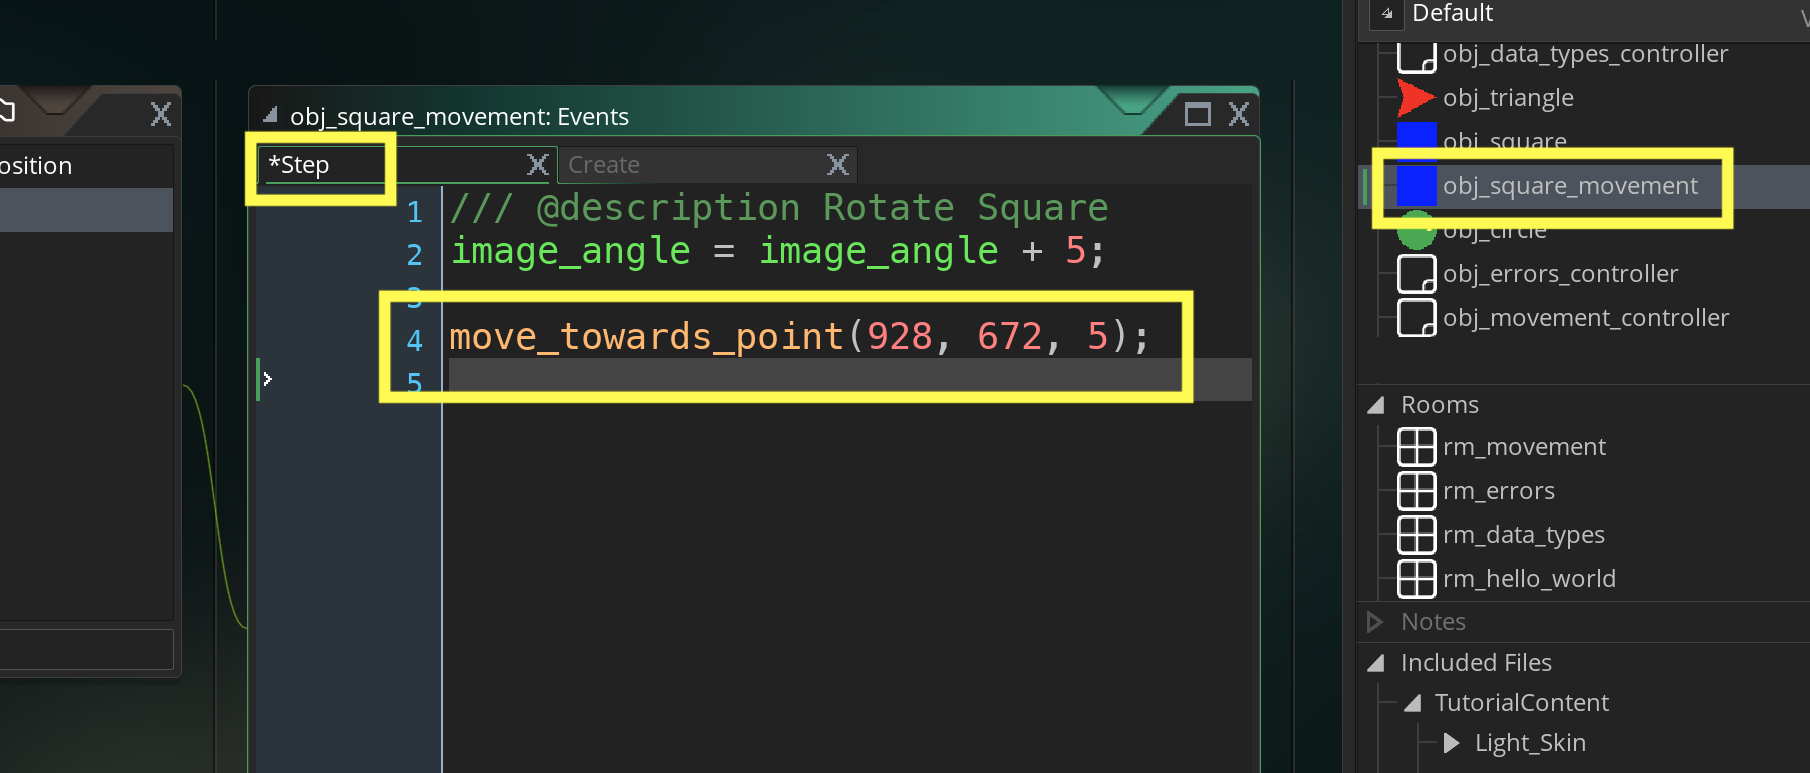 osition
obj_square_movement: Events
*Step
Create
1 /// @description Rotate Square
2 image_angle = image_angle + 5;
3
4 move_towards_point(928, 672, 5);
5
Default
obj_data_types_controller
obj_triangle
obj_square
obj_square_movement
obj_circle
obj_errors_controller
obj_movement_controller
Rooms
rm_movement
rm_errors
rm_data_types
rm_hello_world
Notes
Included Files
TutorialContent
Light_Skin